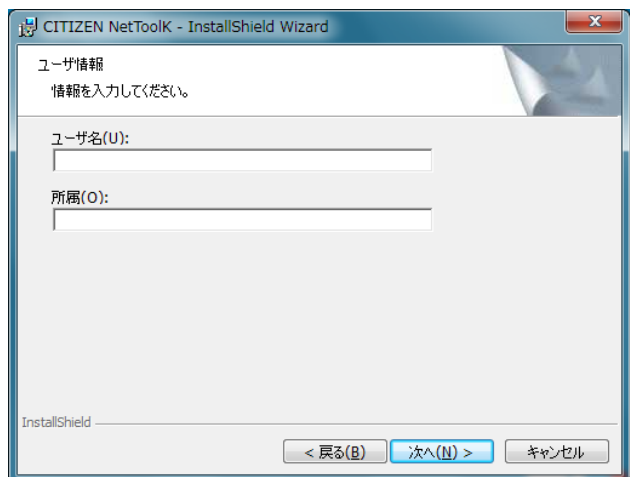 CITIZEN NetToolK - InstallShield Wizard
ユーザ情報
情報を入力してください。
ユーザ名(U):
所属(O):
InstallShield
< 戻る(B)
次へ(N) >
キャンセル